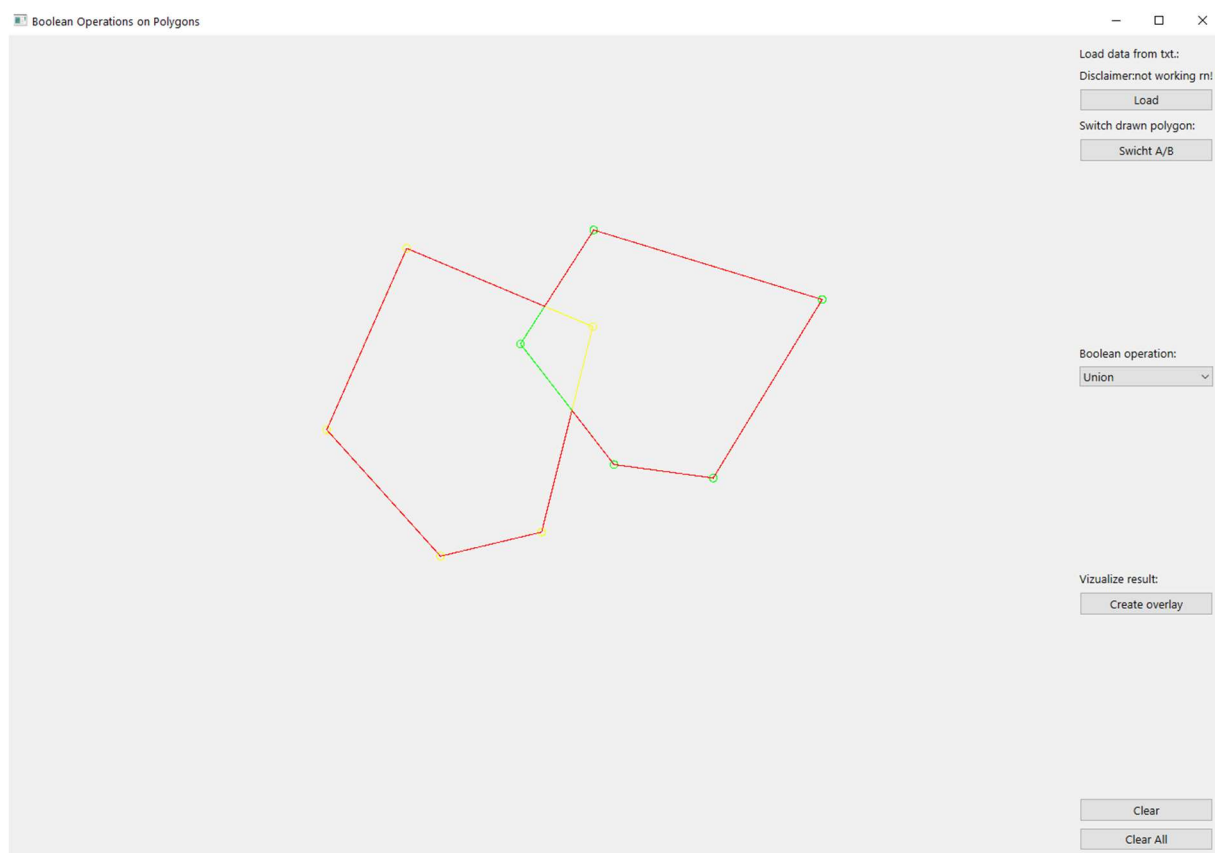 Boolean Operations on Polygons
Load data from txt.:
Disclaimer:not working rn!
Load
Switch drawn polygon:
Swicht A/B
Boolean operation:
Union
Vizualize result:
Create overlay
Clear
Clear All